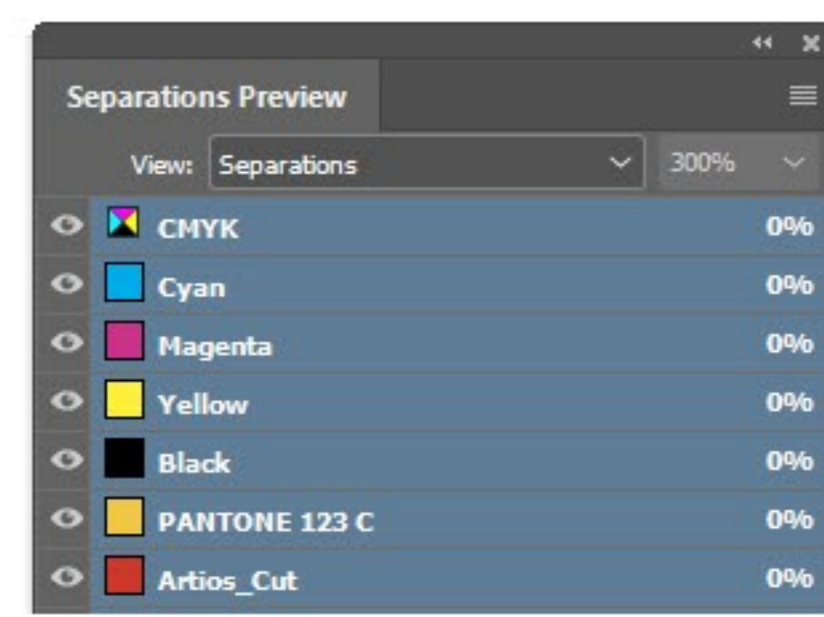 Separations Preview
View: Separations 300%
CMYK 0%
Cyan 0%
Magenta 0%
Yellow 0%
Black 0%
PANTONE 123 C 0%
Artios_Cut 0%